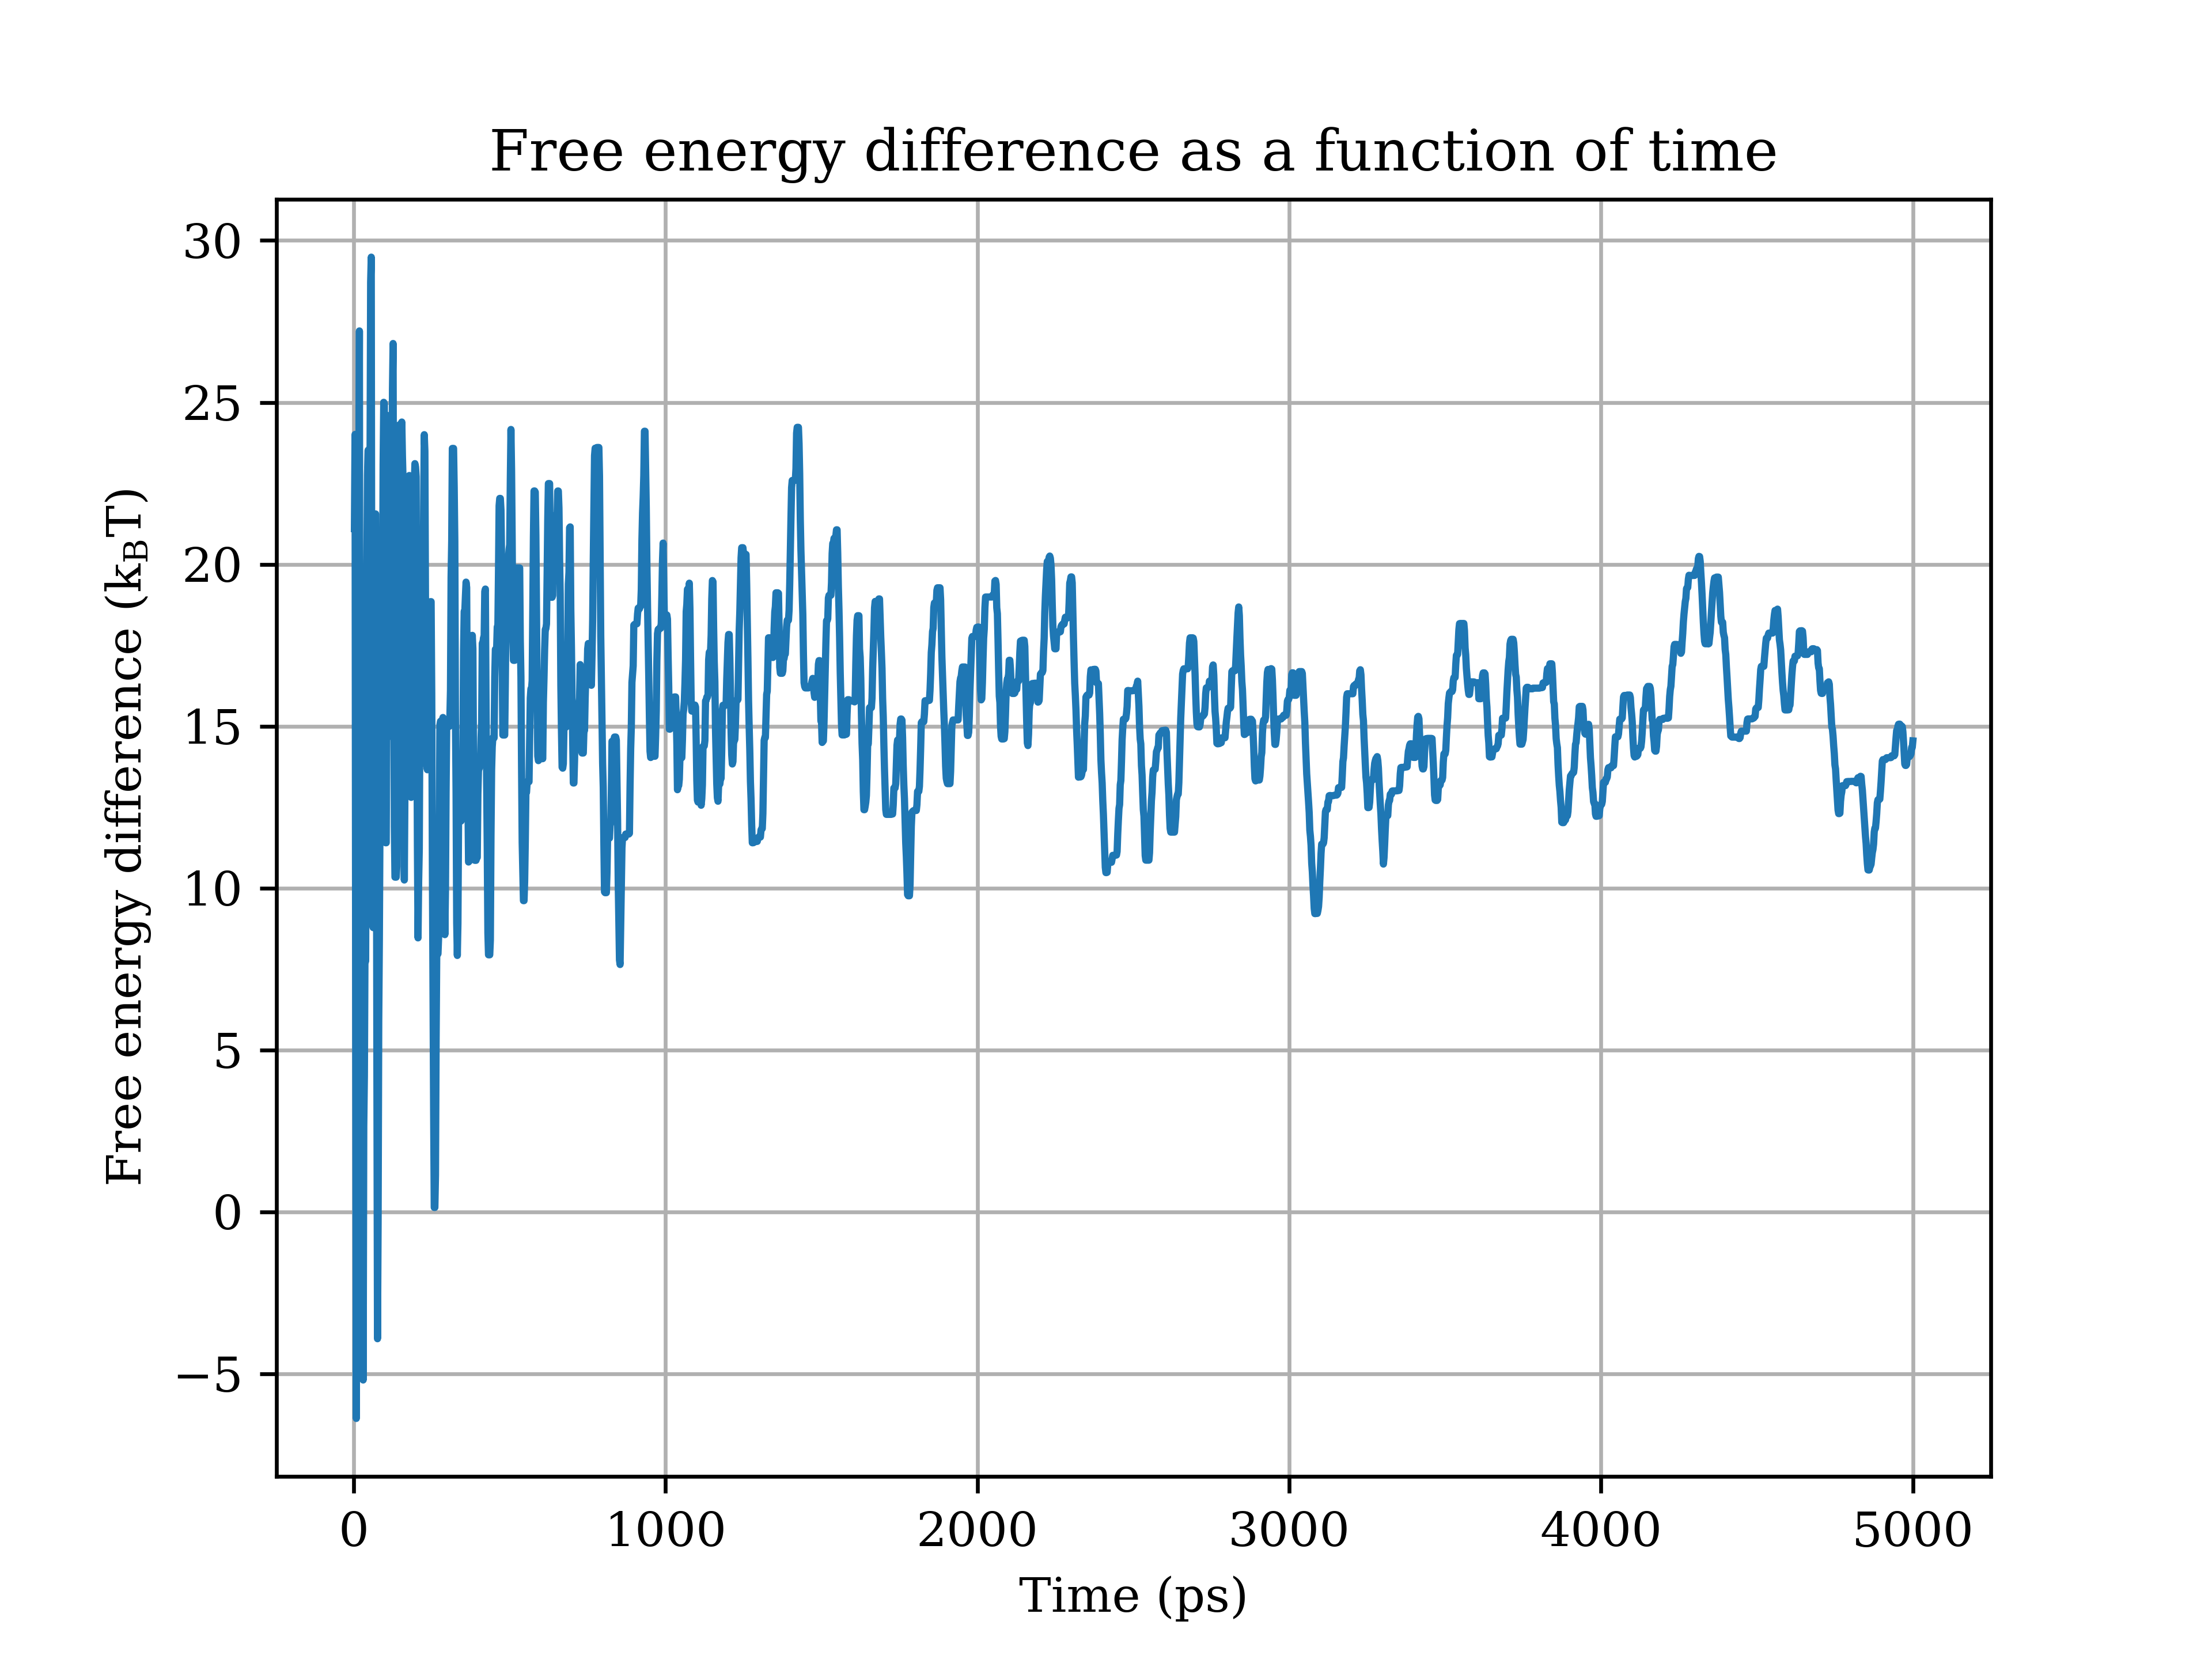 Free energy difference as a function of time
Free energy difference (k_BT)
30
25
20
15
10
5
0
−5
0 1000 2000 3000 4000 5000
Time (ps)